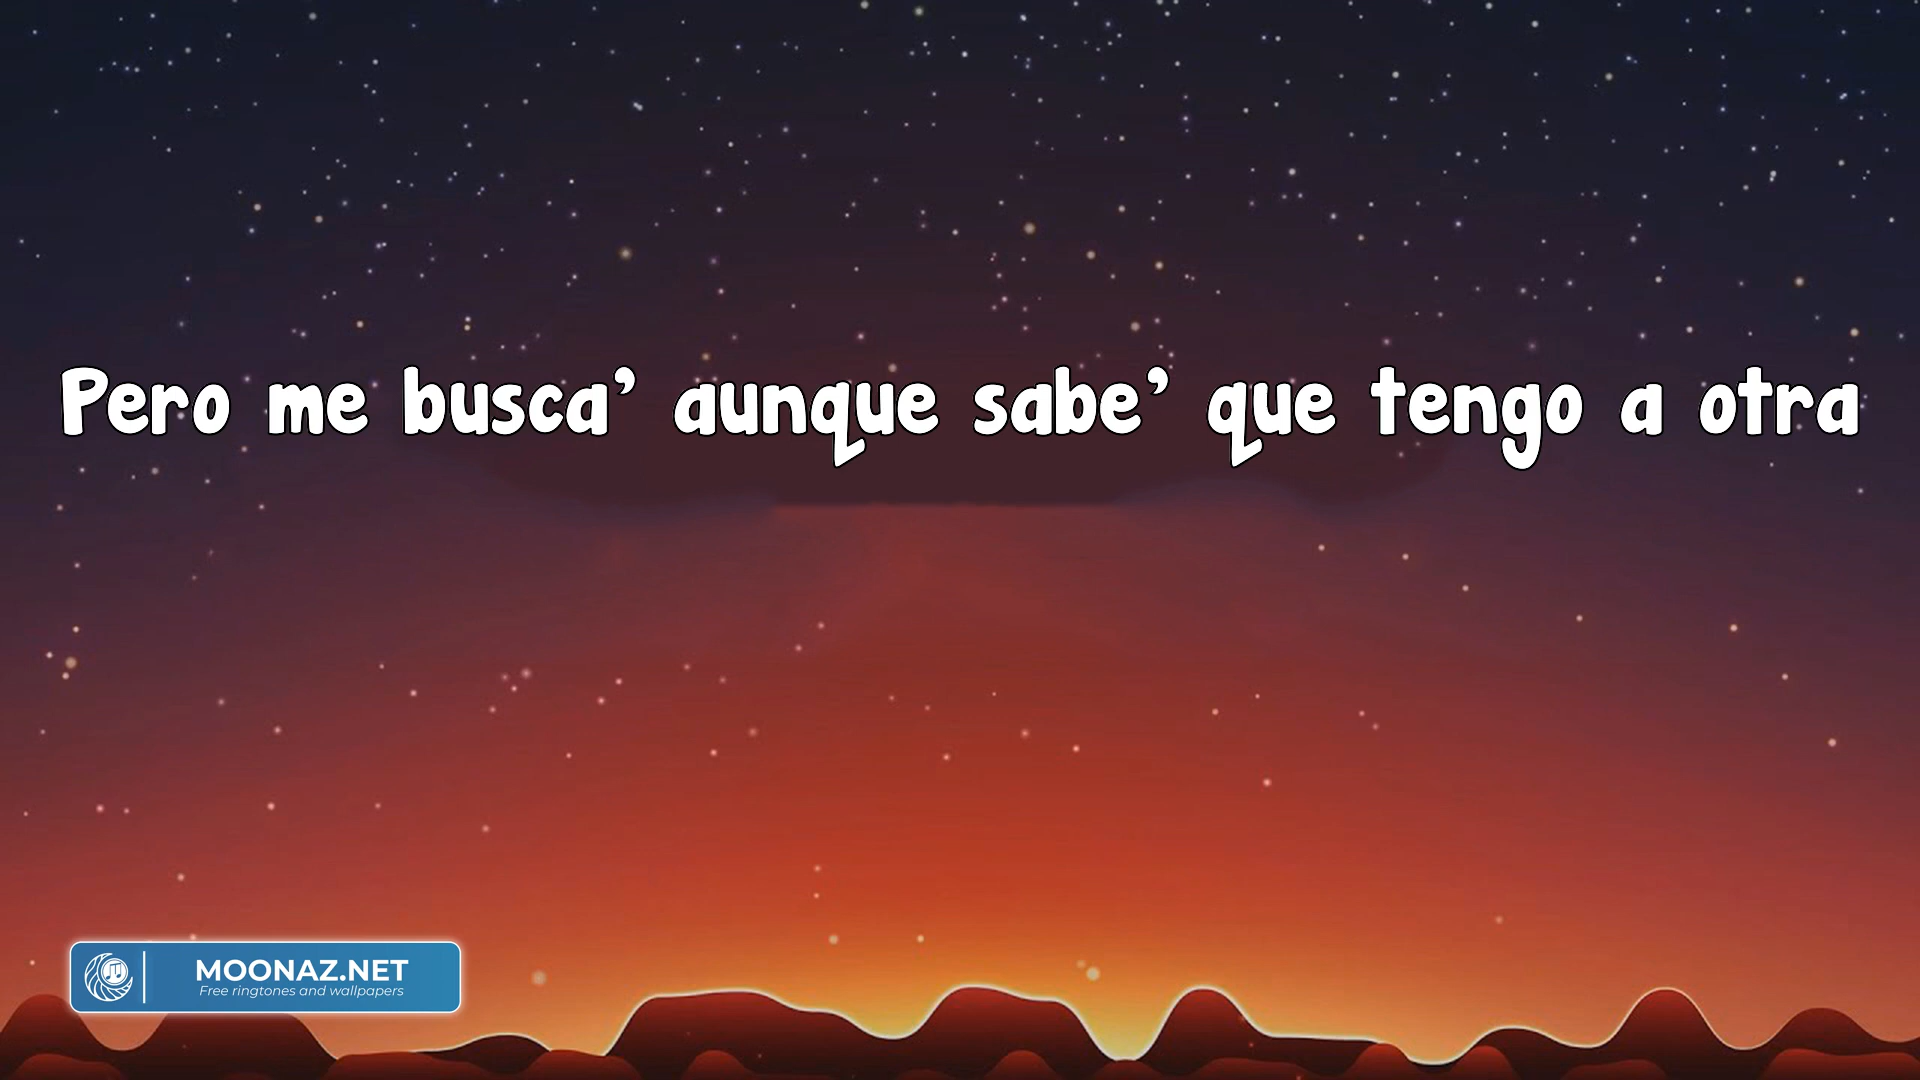 Pero me busca’ aunque sabe’ que tengo a otra
MOONAZ.NET
Free ringtones and wallpapers